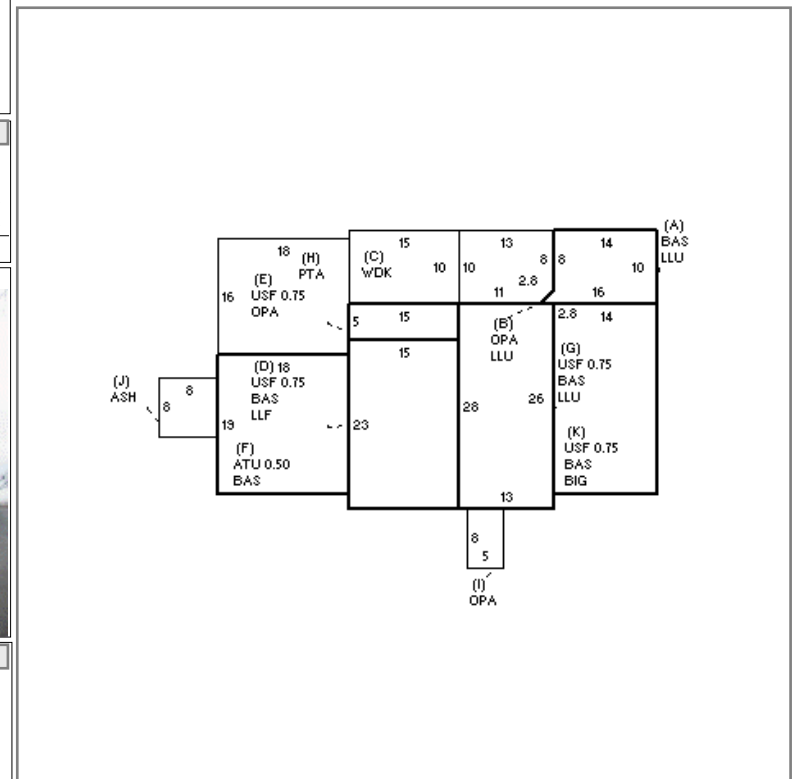 (A)
BAS
LLU
15
13
14
18
(H)
PTA
(C)
WDK
10
10
8
8
10
(E)
USF 0.75
OPA
16
2.8
11
16
5
15
(B)
OPA
LLU
2.8
14
15
(G)
USF 0.75
BAS
LLU
(D) 18
USF 0.75
BAS
LLF
(J)
ASH
8
8
19
23
28
26
(K)
USF 0.75
BAS
BIG
(F)
ATU 0.50
BAS
13
8
5
(I)
OPA